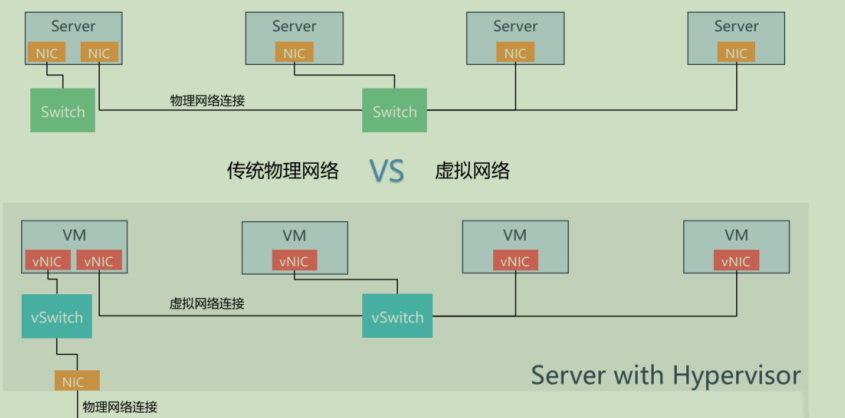 Server Server Server Server
NIC NIC NIC NIC NIC
物理网络连接
Switch Switch
传统物理网络 VS 虚拟网络
VM VM VM VM
vNIC vNIC vNIC vNIC vNIC
虚拟网络连接
vSwitch vSwitch
Server with Hypervisor
NIC
物理网络连接